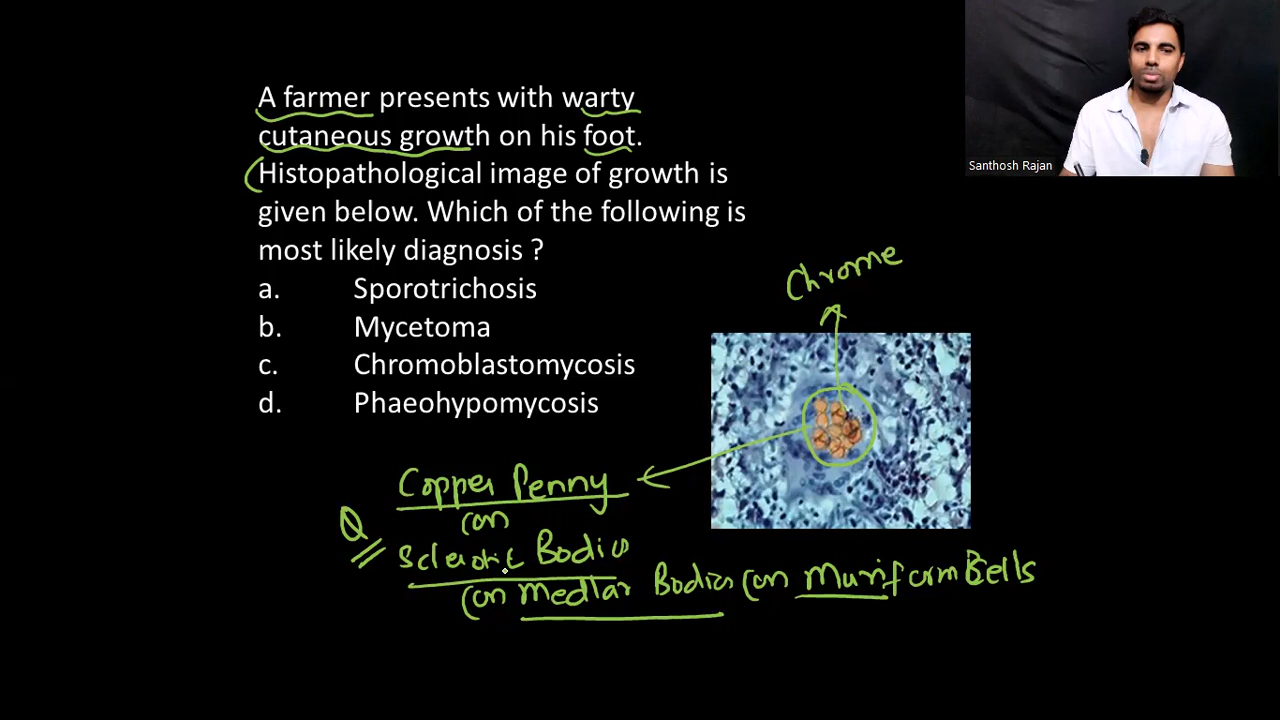 A farmer presents with warty
cutaneous growth on his foot.
Histopathological image of growth is
given below. Which of the following is
most likely diagnosis ?
a. Sporotrichosis
b. Mycetoma
c. Chromoblastomycosis
d. Phaeohypomycosis
Santhosh Rajan
Chrome
Copper Penny
(or)
Q
Sclerotic Bodies
(or) Medlar Bodies (or) Muriform Cells